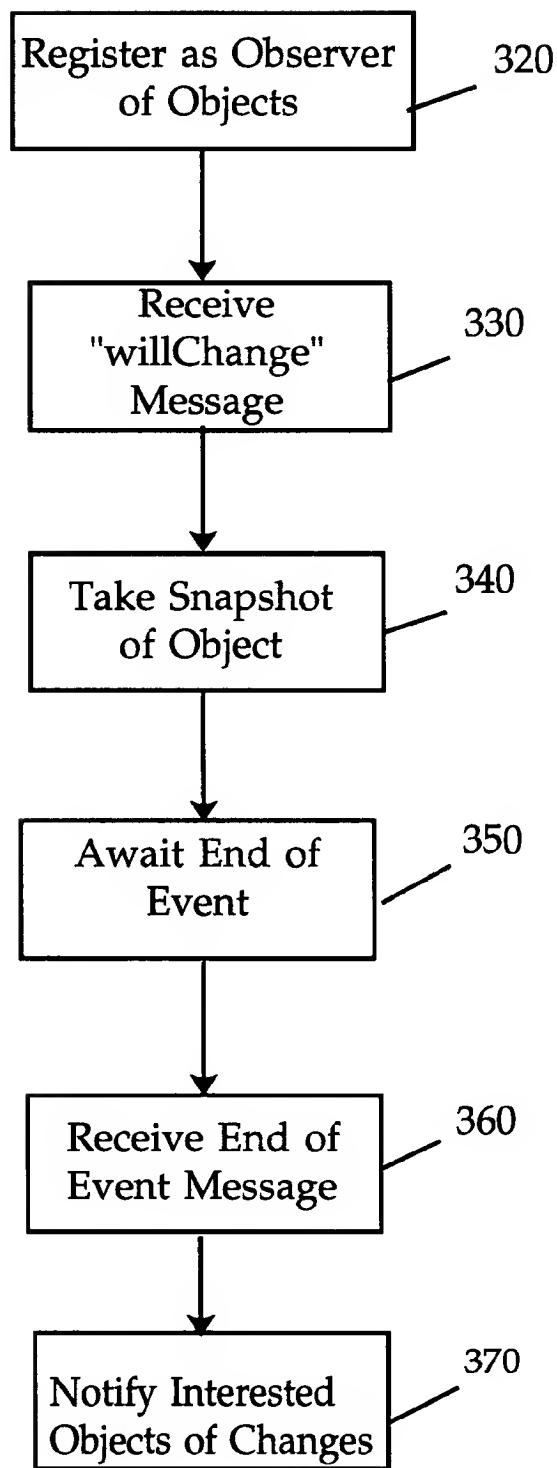 Register as Observer
of Objects
320
Receive
"willChange"
Message
330
Take Snapshot
of Object
340
Await End of
Event
350
Receive End of
Event Message
360
Notify Interested
Objects of Changes
370